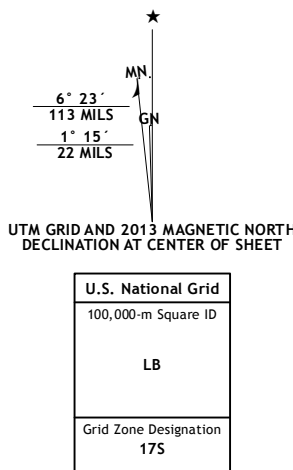 ★
MN
6° 23´
113 MILS
GN
1° 15´
22 MILS
UTM GRID AND 2013 MAGNETIC NORTH
DECLINATION AT CENTER OF SHEET
U.S. National Grid
100,000-m Square ID
LB
Grid Zone Designation
17S